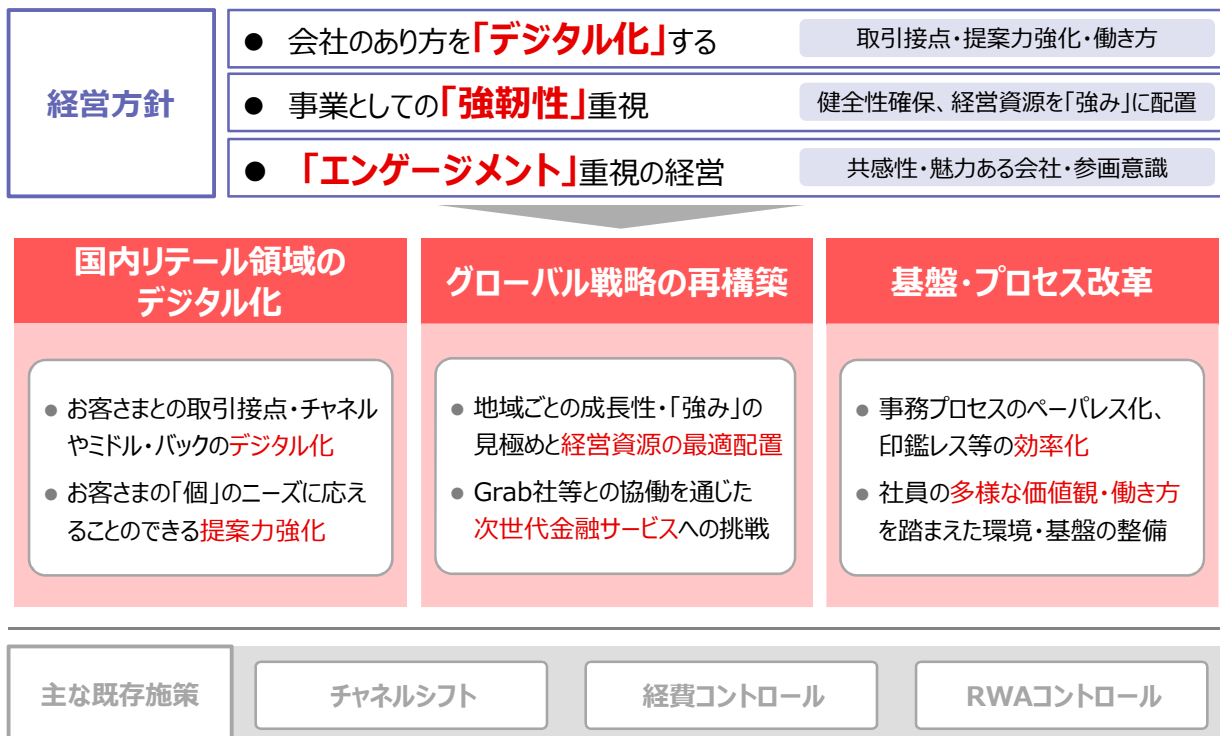 経営方針
● 会社のあり方を「デジタル化」する
取引接点・提案力強化・働き方
● 事業としての「強靭性」重視
健全性確保、経営資源を「強み」に配置
● 「エンゲージメント」重視の経営
共感性・魅力ある会社・参画意識
国内リテール領域の
デジタル化
● お客さまとの取引接点・チャネル
やミドル・バックのデジタル化
● お客さまの「個」のニーズに応え
ることのできる提案力強化
グローバル戦略の再構築
● 地域ごとの成長性・「強み」の
見極めと経営資源の最適配置
● Grab社等との協働を通じた
次世代金融サービスへの挑戦
基盤・プロセス改革
● 事務プロセスのペーパレス化、
印鑑レス等の効率化
● 社員の多様な価値観・働き方
を踏まえた環境・基盤の整備
主な既存施策
チャネルシフト
経費コントロール
RWAコントロール